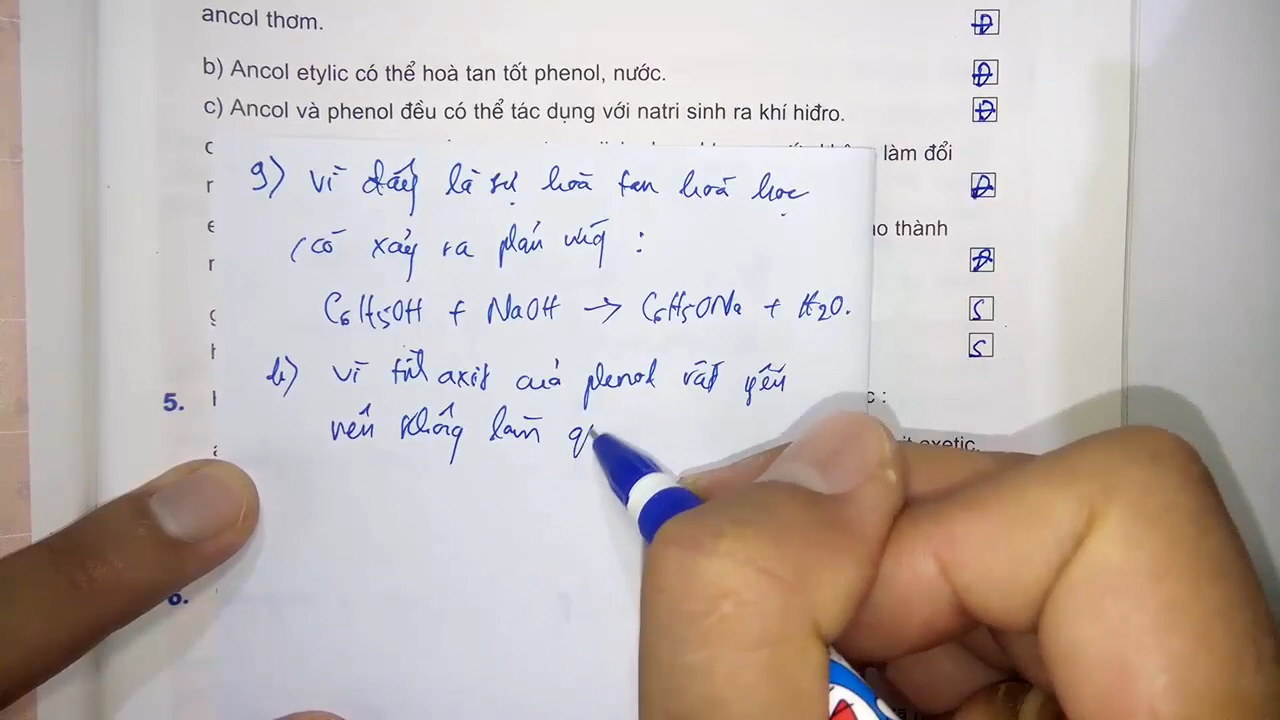 ancol thơm. Đ
b) Ancol etylic có thể hoà tan tốt phenol, nước. Đ
c) Ancol và phenol đều có thể tác dụng với natri sinh ra khí hiđro. Đ
làm đổi
g) vì đấy là sự hoà tan hoá học
Đ
(có xảy ra phản ứng :
thành
Đ
C6H5OH + NaOH → C6H5ONa + H2O.
S
h) vì tính axit của phenol rất yếu
S
5.
nên không làm q
axetic.
6.